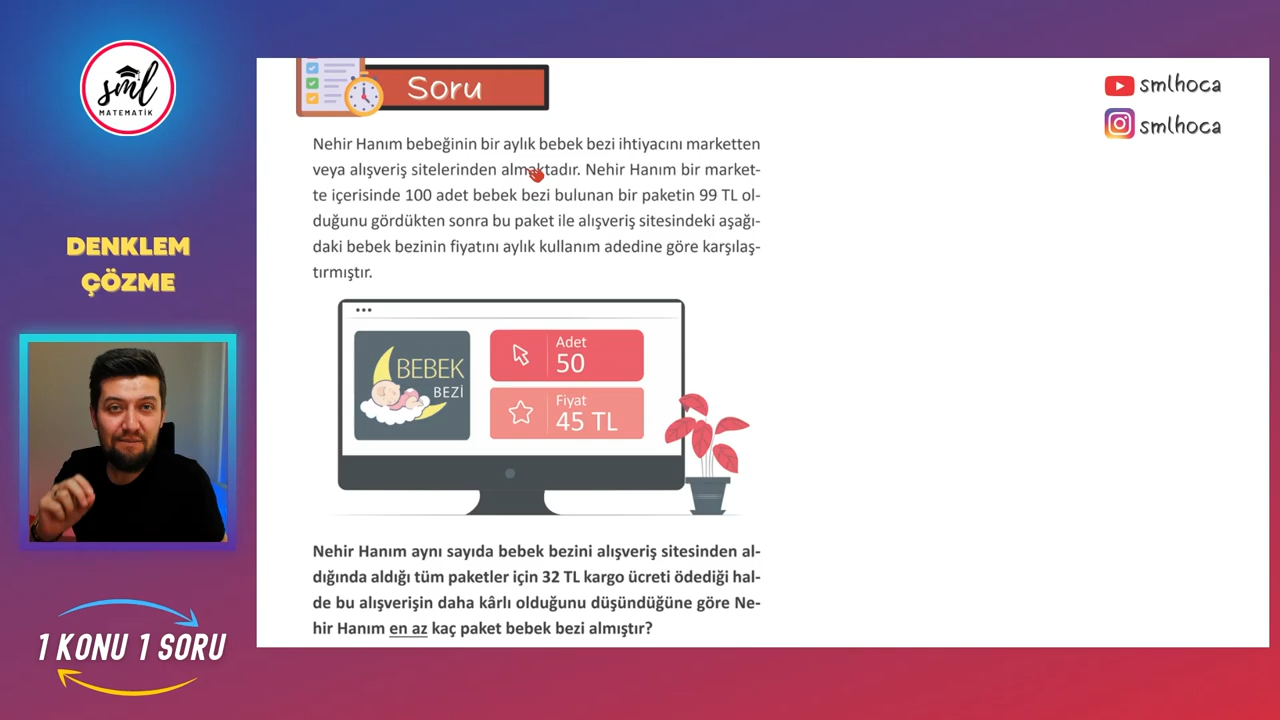 sml
MATEMATİK
DENKLEM
ÇÖZME
1 KONU 1 SORU
Soru
smlhoca
smlhoca
Nehir Hanım bebeğinin bir aylık bebek bezi ihtiyacını marketten
veya alışveriş sitelerinden almaktadır. Nehir Hanım bir market-
te içerisinde 100 adet bebek bezi bulunan bir paketin 99 TL ol-
duğunu gördükten sonra bu paket ile alışveriş sitesindeki aşağı-
daki bebek bezinin fiyatını aylık kullanım adedine göre karşılaş-
tırmıştır.
BEBEK
BEZİ
Adet
50
Fiyat
45 TL
Nehir Hanım aynı sayıda bebek bezini alışveriş sitesinden al-
dığında aldığı tüm paketler için 32 TL kargo ücreti ödediği hal-
de bu alışverişin daha kârlı olduğunu düşündüğüne göre Ne-
hir Hanım en az kaç paket bebek bezi almıştır?